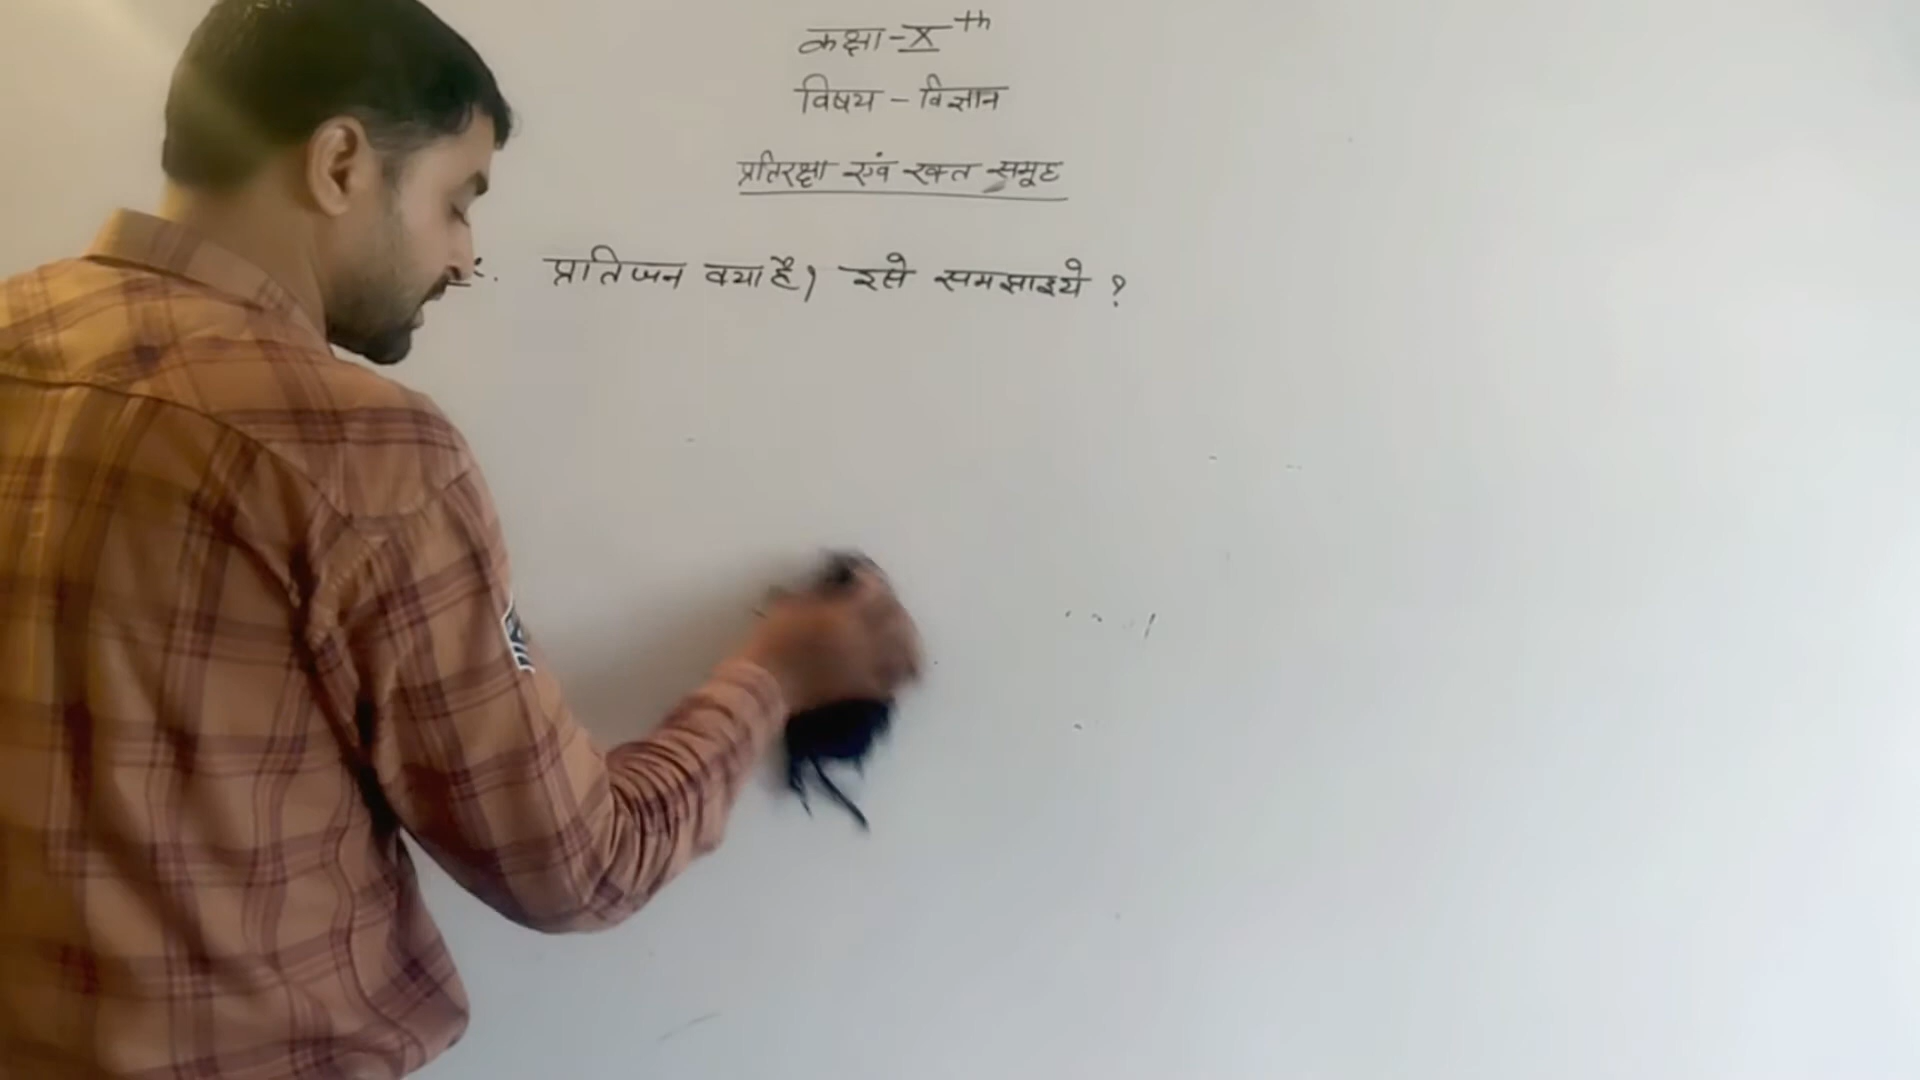 कक्षा - X th
विषय - विज्ञान
प्रतिरक्षा एवं रक्त समूह
प्रतिजन क्या है, इसे समझाइये ?